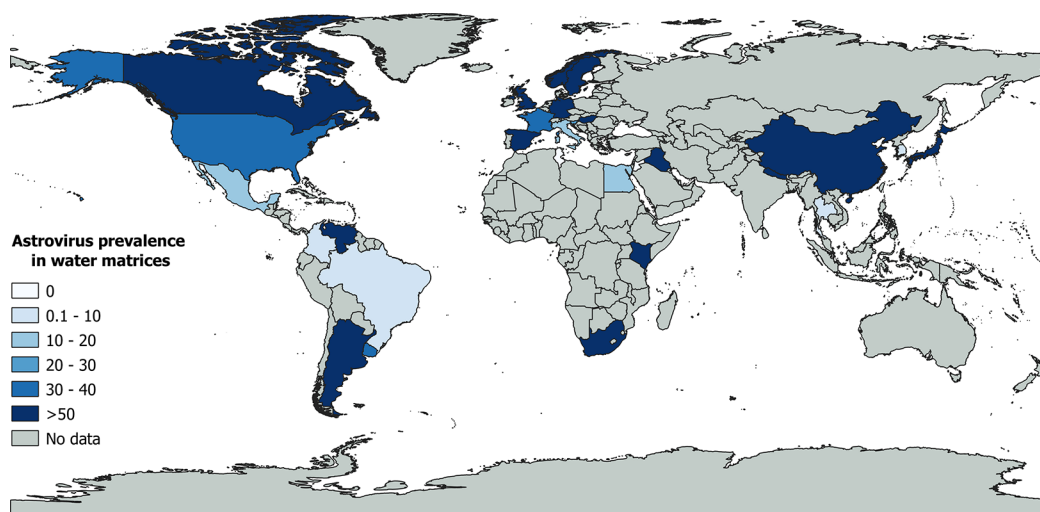 Astrovirus prevalence
in water matrices
0
0.1 - 10
10 - 20
20 - 30
30 - 40
>50
No data